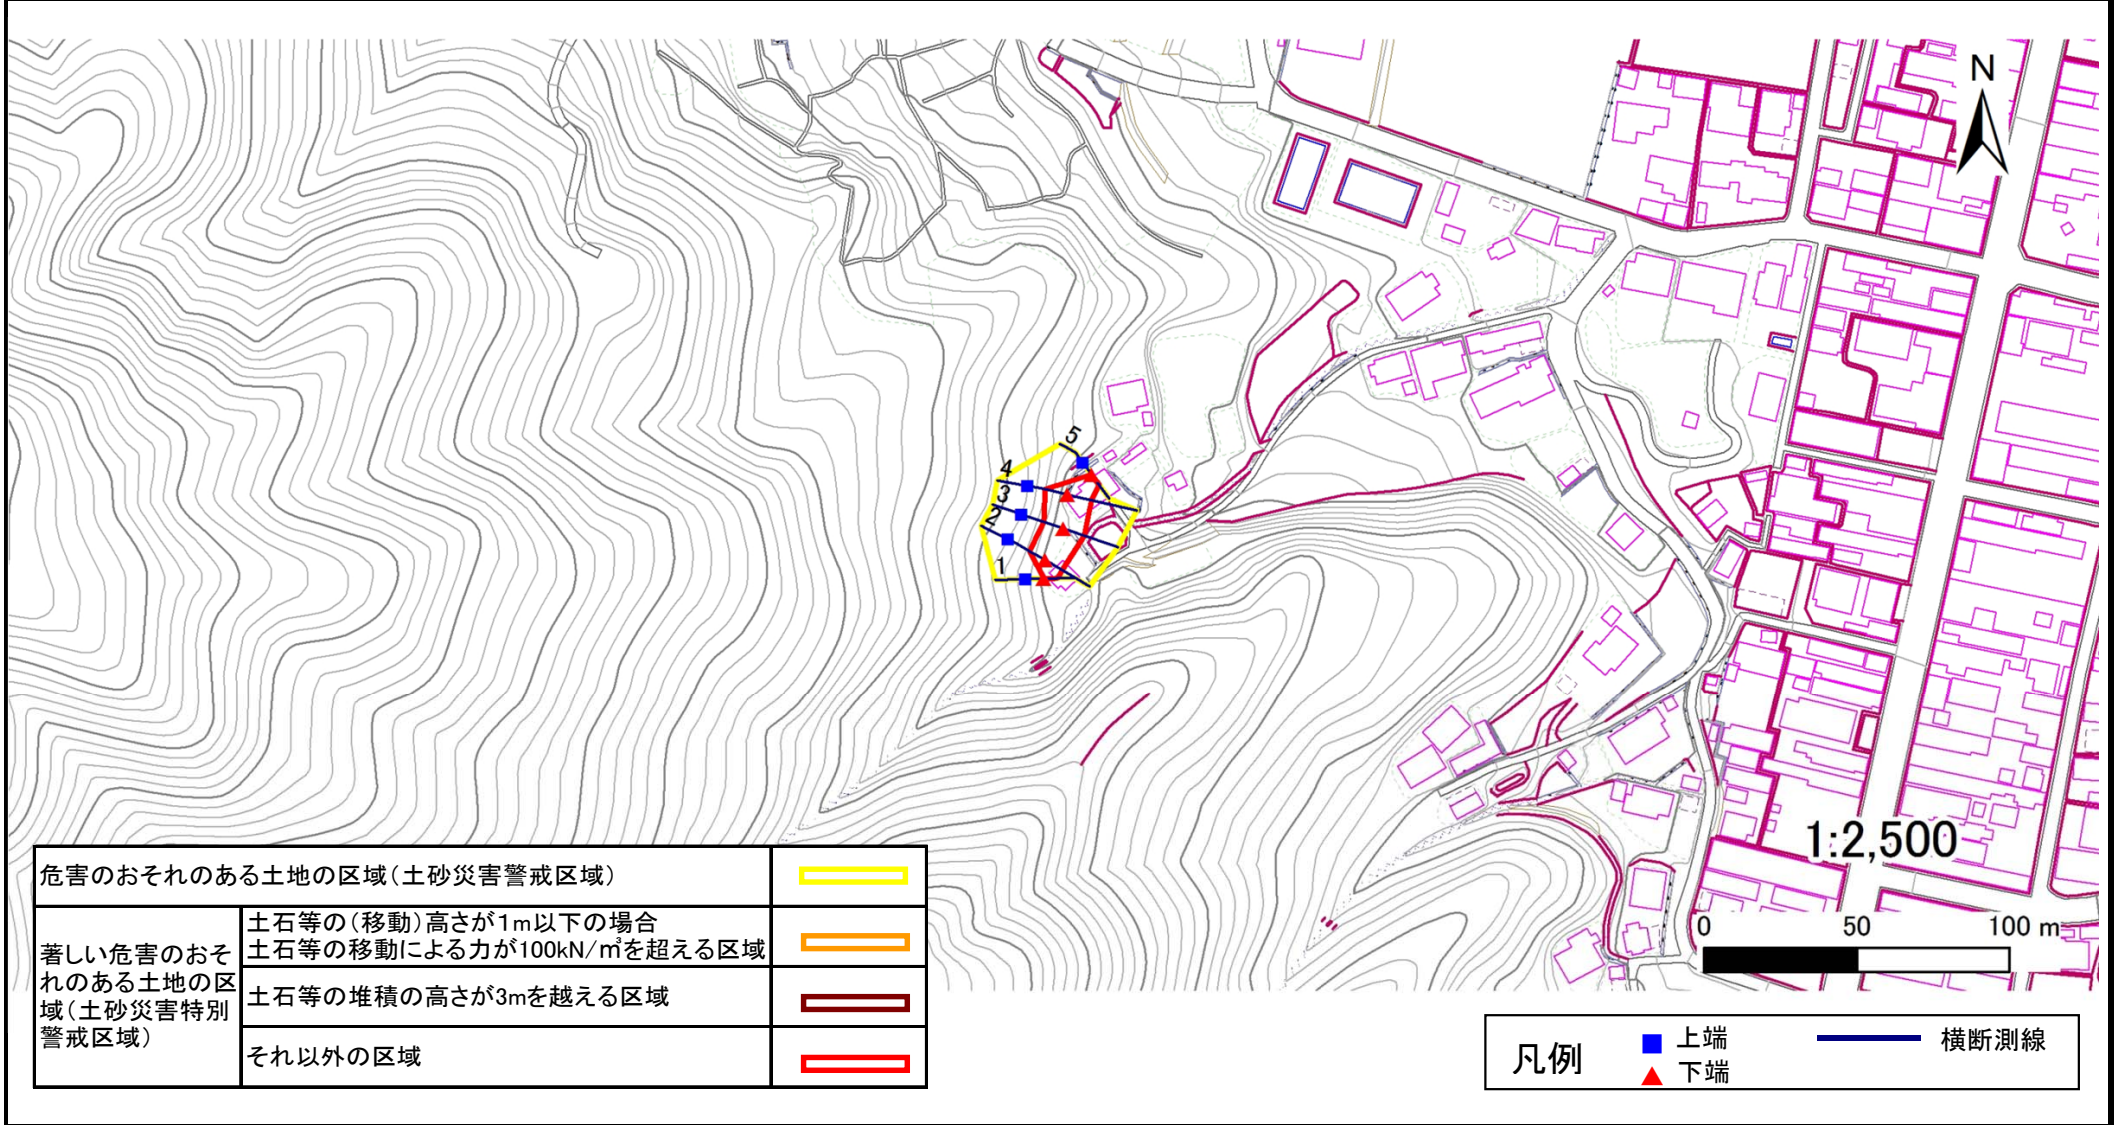 N
5
4
3
2
1
1:2,500
0 50 100 m
危害のおそれのある土地の区域(土砂災害警戒区域)
著しい危害のおそ
れのある土地の区
域(土砂災害特別
警戒区域)
土石等の(移動)高さが1m以下の場合
土石等の移動による力が100kN/㎡を超える区域
土石等の堆積の高さが3mを越える区域
それ以外の区域
凡例
上端
下端
横断測線